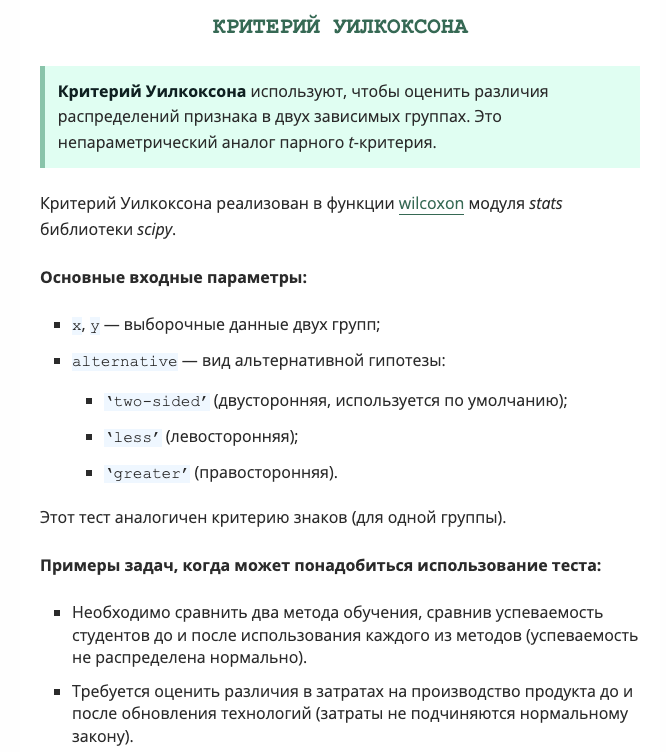 КРИТЕРИЙ УИЛКОКСОНА
Критерий Уилкоксона используют, чтобы оценить различия
распределений признака в двух зависимых группах. Это
непараметрический аналог парного t-критерия.
Критерий Уилкоксона реализован в функции wilcoxon модуля stats
библиотеки scipy.
Основные входные параметры:
▪ x, y — выборочные данные двух групп;
▪ alternative — вид альтернативной гипотезы:
▪ ‘two-sided’ (двусторонняя, используется по умолчанию);
▪ ‘less’ (левосторонняя);
▪ ‘greater’ (правосторонняя).
Этот тест аналогичен критерию знаков (для одной группы).
Примеры задач, когда может понадобиться использование теста:
▪ Необходимо сравнить два метода обучения, сравнив успеваемость
студентов до и после использования каждого из методов (успеваемость
не распределена нормально).
▪ Требуется оценить различия в затратах на производство продукта до и
после обновления технологий (затраты не подчиняются нормальному
закону).